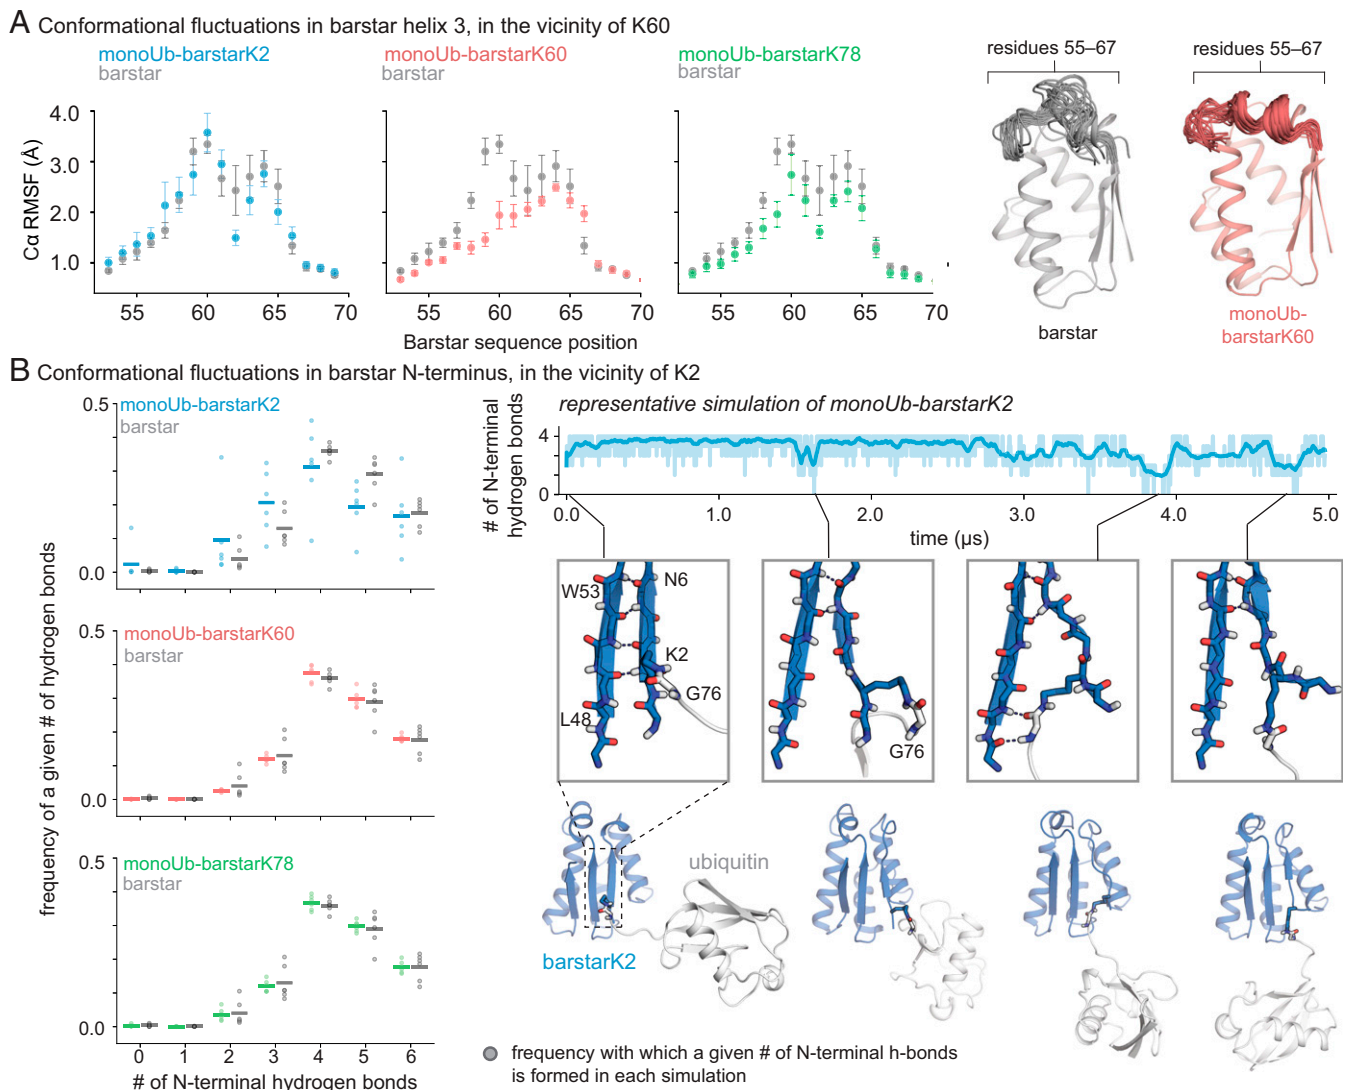 A Conformational fluctuations in barstar helix 3, in the vicinity of K60
monoUb-barstarK2
barstar
monoUb-barstarK60
barstar
monoUb-barstarK78
barstar
residues 55–67
residues 55–67
Cα RMSF (Å)
4.0
3.0
2.0
1.0
55
60
65
70
55
60
65
70
55
60
65
70
Barstar sequence position
barstar
monoUb-
barstarK60
B Conformational fluctuations in barstar N-terminus, in the vicinity of K2
frequency of a given # of hydrogen bonds
0.5
monoUb-barstarK2
barstar
0.0
0.5
monoUb-barstarK60
barstar
0.0
0.5
monoUb-barstarK78
barstar
0.0
0
1
2
3
4
5
6
# of N-terminal hydrogen bonds
representative simulation of monoUb-barstarK2
# of N-terminal
hydrogen bonds
4
0
0.0
1.0
2.0
3.0
4.0
5.0
time (µs)
W53
N6
K2
G76
L48
G76
ubiquitin
barstarK2
frequency with which a given # of N-terminal h-bonds
is formed in each simulation